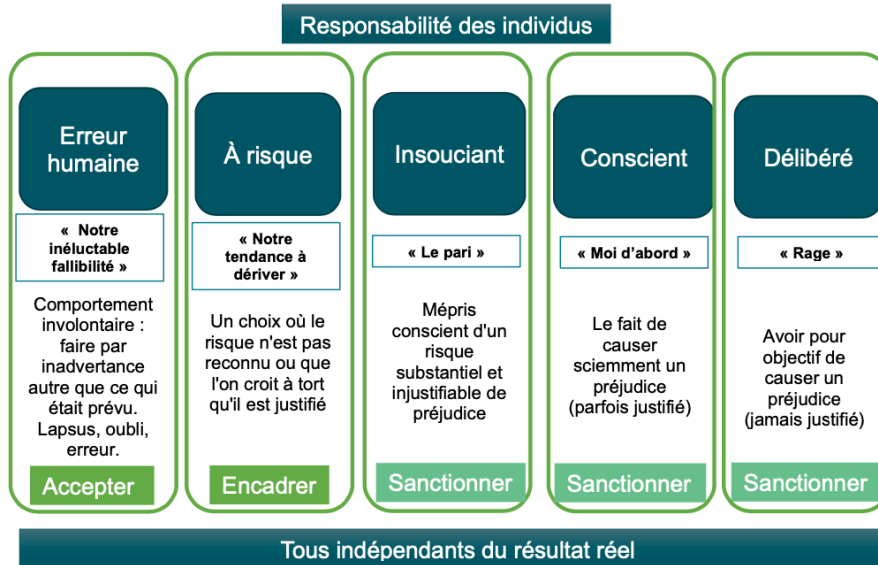 Responsabilité des individus
Erreur
humaine
« Notre
inéluctable
fallibilité »
Comportement
involontaire :
faire par
inadvertance
autre que ce qui
était prévu.
Lapsus, oubli,
erreur.
Accepter
À risque
« Notre
tendance à
dériver »
Un choix où le
risque n'est pas
reconnu ou que
l'on croit à tort
qu'il est justifié
Encadrer
Insouciant
« Le pari »
Mépris
conscient d'un
risque
substantiel et
injustifiable de
préjudice
Sanctionner
Conscient
« Moi d'abord »
Le fait de
causer
sciemment un
préjudice
(parfois justifié)
Sanctionner
Délibéré
« Rage »
Avoir pour
objectif de
causer un
préjudice
(jamais justifié)
Sanctionner
Tous indépendants du résultat réel